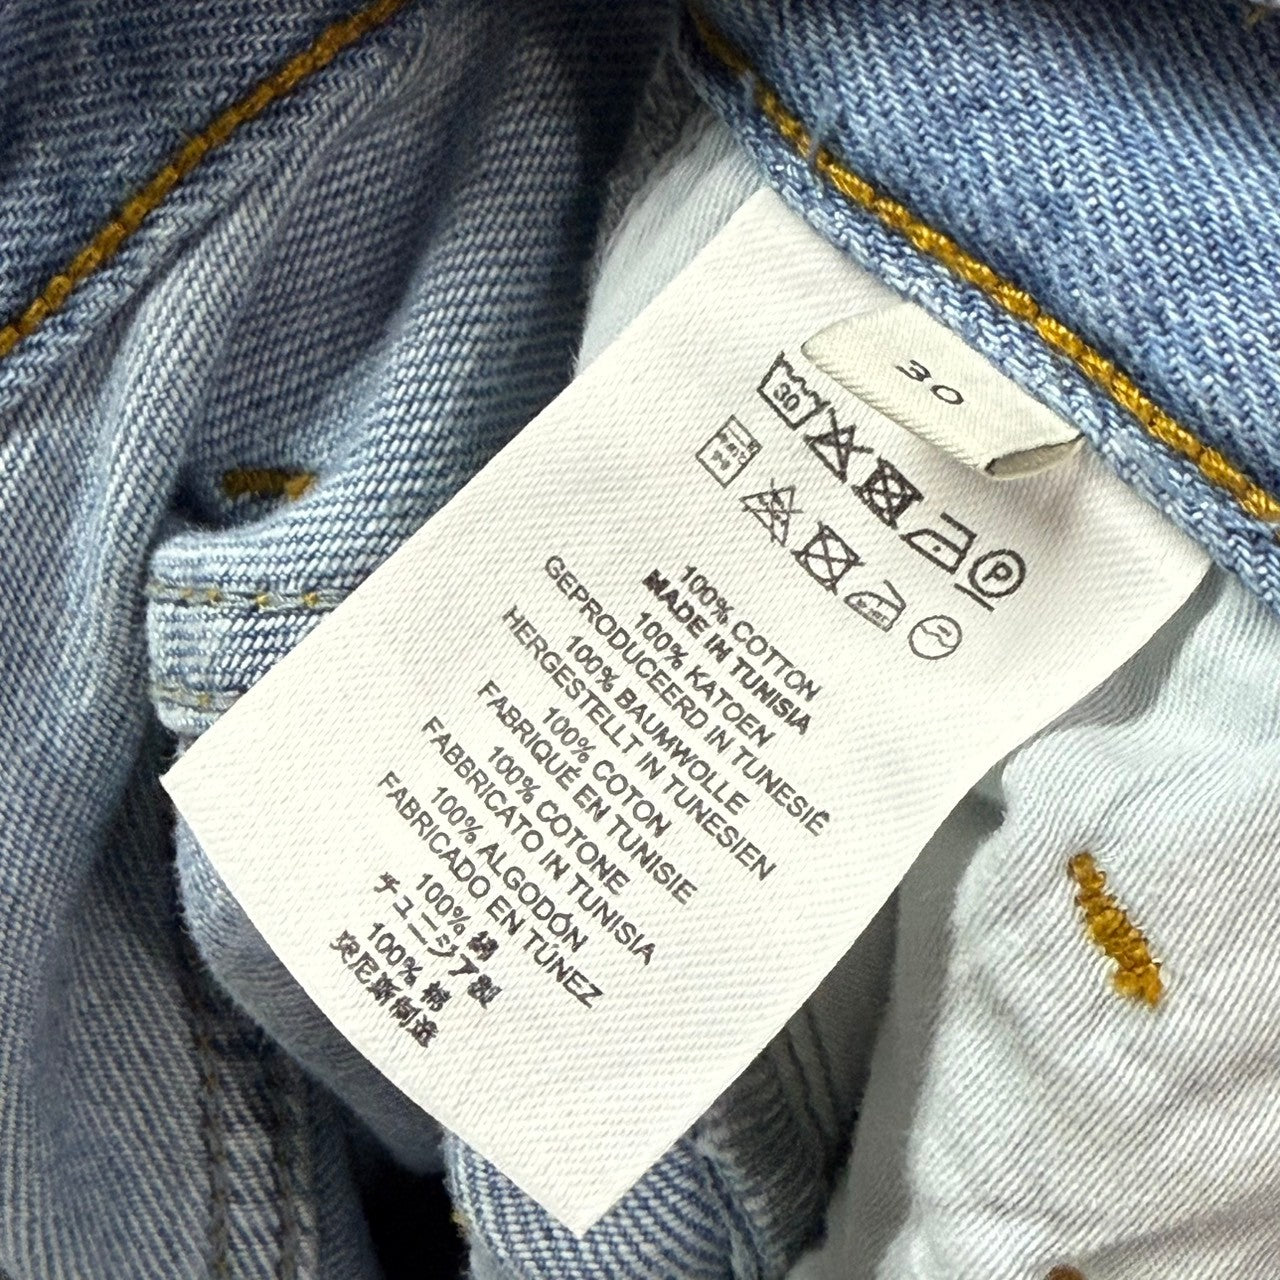 30
30
P
100% COTTON
MADE IN TUNISIA
100% KATOEN
GEPRODUCEERD IN TUNESIË
100% BAUMWOLLE
HERGESTELLT IN TUNESIEN
100% COTON
FABRIQUÉ EN TUNISIE
100% COTONE
FABBRICATO IN TUNISIA
100% ALGODÓN
FABRICADO EN TÚNEZ
100% 綿
チュニジア製
100% 棉
突尼斯制造